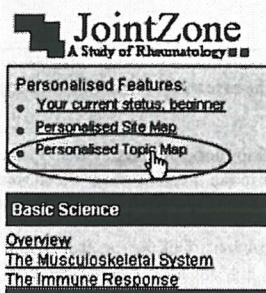 JointZone
A Study of Rheumatology
Personalised Features:
Your current status: beginner
Personalised Site Map
Personalised Topic Map
Basic Science
Overview
The Musculoskeletal System
The Immune Response